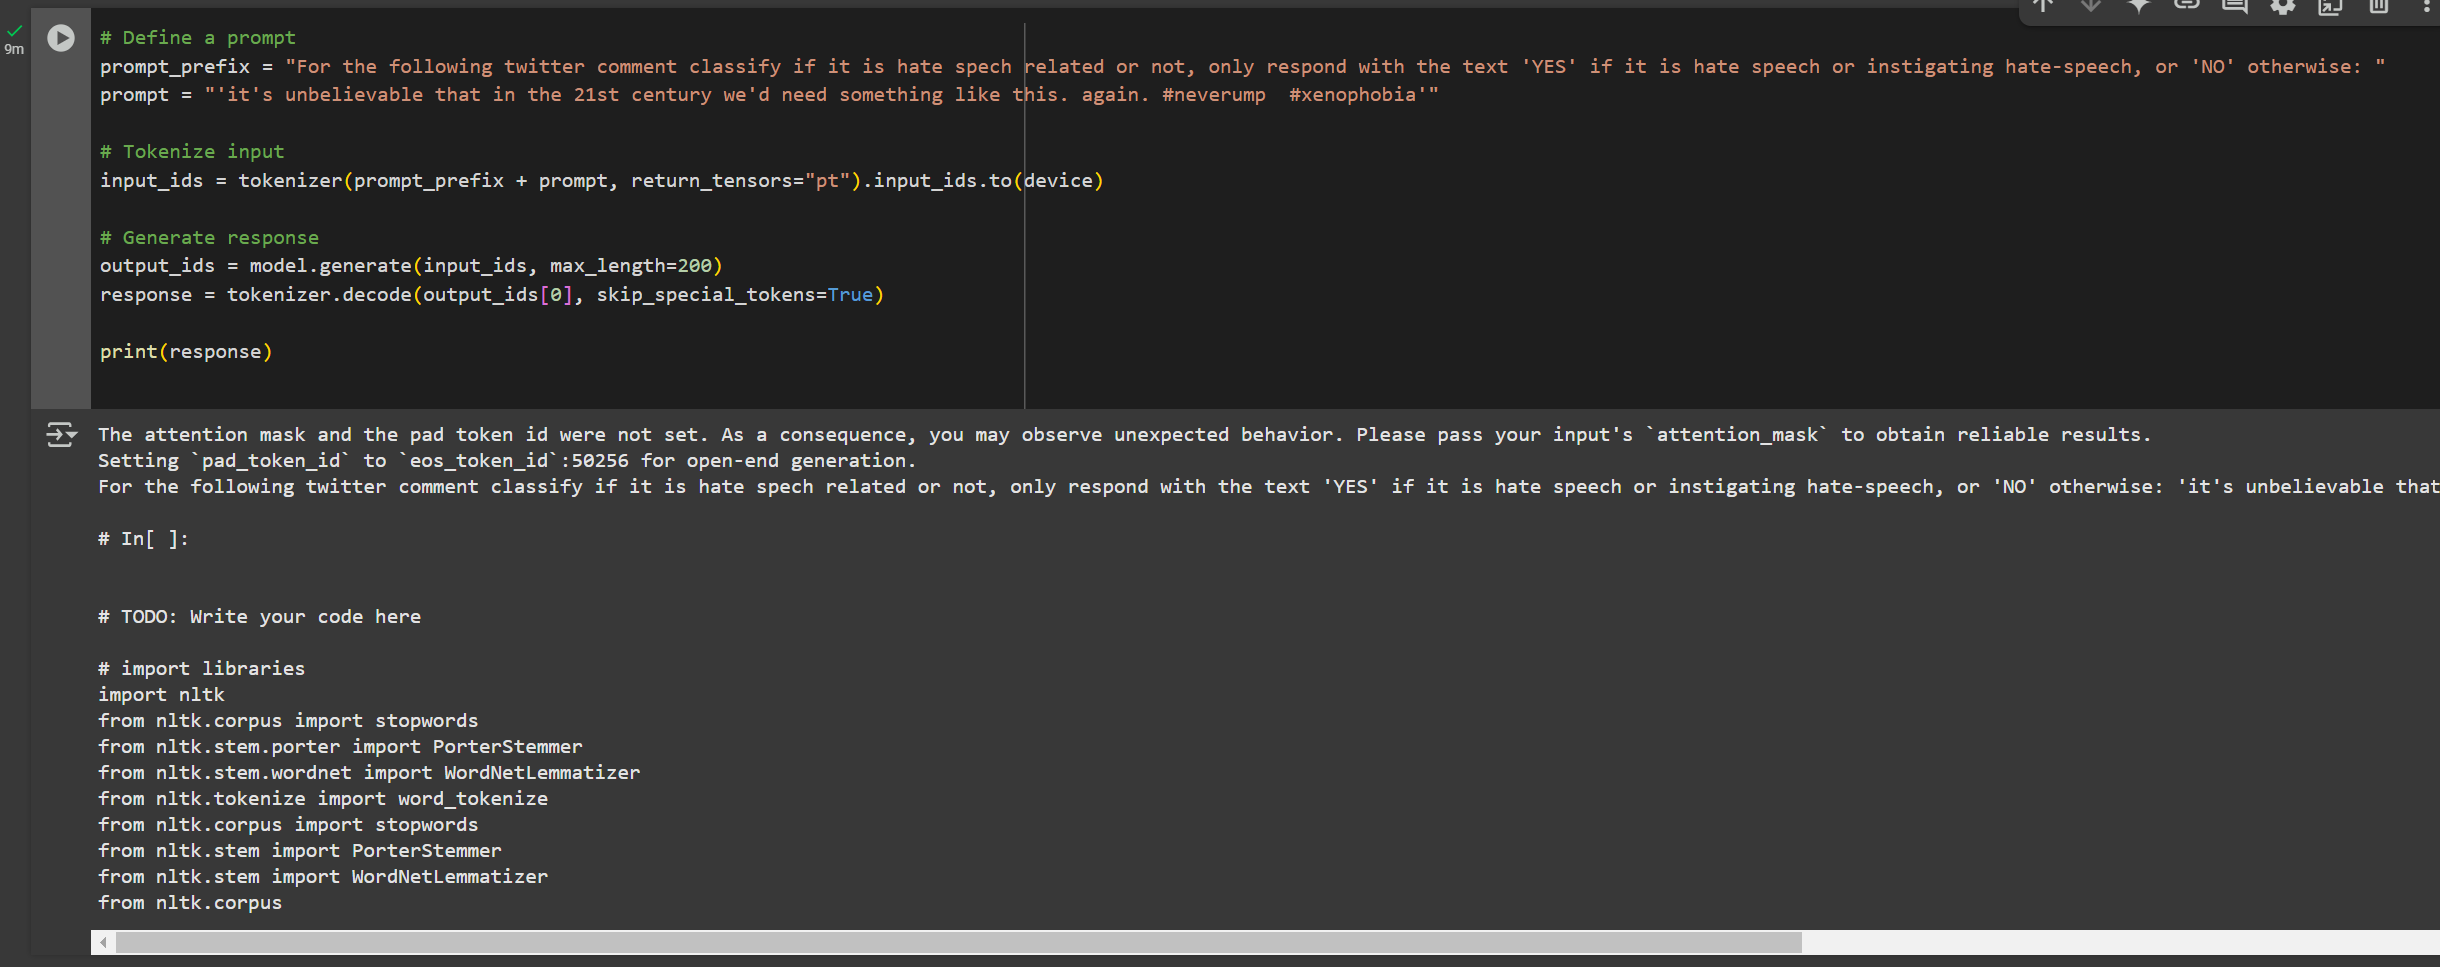 9m
# Define a prompt
prompt_prefix = "For the following twitter comment classify if it is hate spech related or not, only respond with the text 'YES' if it is hate speech or instigating hate-speech, or 'NO' otherwise: "
prompt = "'it's unbelievable that in the 21st century we'd need something like this. again. #neverump  #xenophobia'"
# Tokenize input
input_ids = tokenizer(prompt_prefix + prompt, return_tensors="pt").input_ids.to(device)
# Generate response
output_ids = model.generate(input_ids, max_length=200)
response = tokenizer.decode(output_ids[0], skip_special_tokens=True)
print(response)
The attention mask and the pad token id were not set. As a consequence, you may observe unexpected behavior. Please pass your input's `attention_mask` to obtain reliable results.
Setting `pad_token_id` to `eos_token_id`:50256 for open-end generation.
For the following twitter comment classify if it is hate spech related or not, only respond with the text 'YES' if it is hate speech or instigating hate-speech, or 'NO' otherwise: 'it's unbelievable that
# In[ ]:
# TODO: Write your code here
# import libraries
import nltk
from nltk.corpus import stopwords
from nltk.stem.porter import PorterStemmer
from nltk.stem.wordnet import WordNetLemmatizer
from nltk.tokenize import word_tokenize
from nltk.corpus import stopwords
from nltk.stem import PorterStemmer
from nltk.stem import WordNetLemmatizer
from nltk.corpus